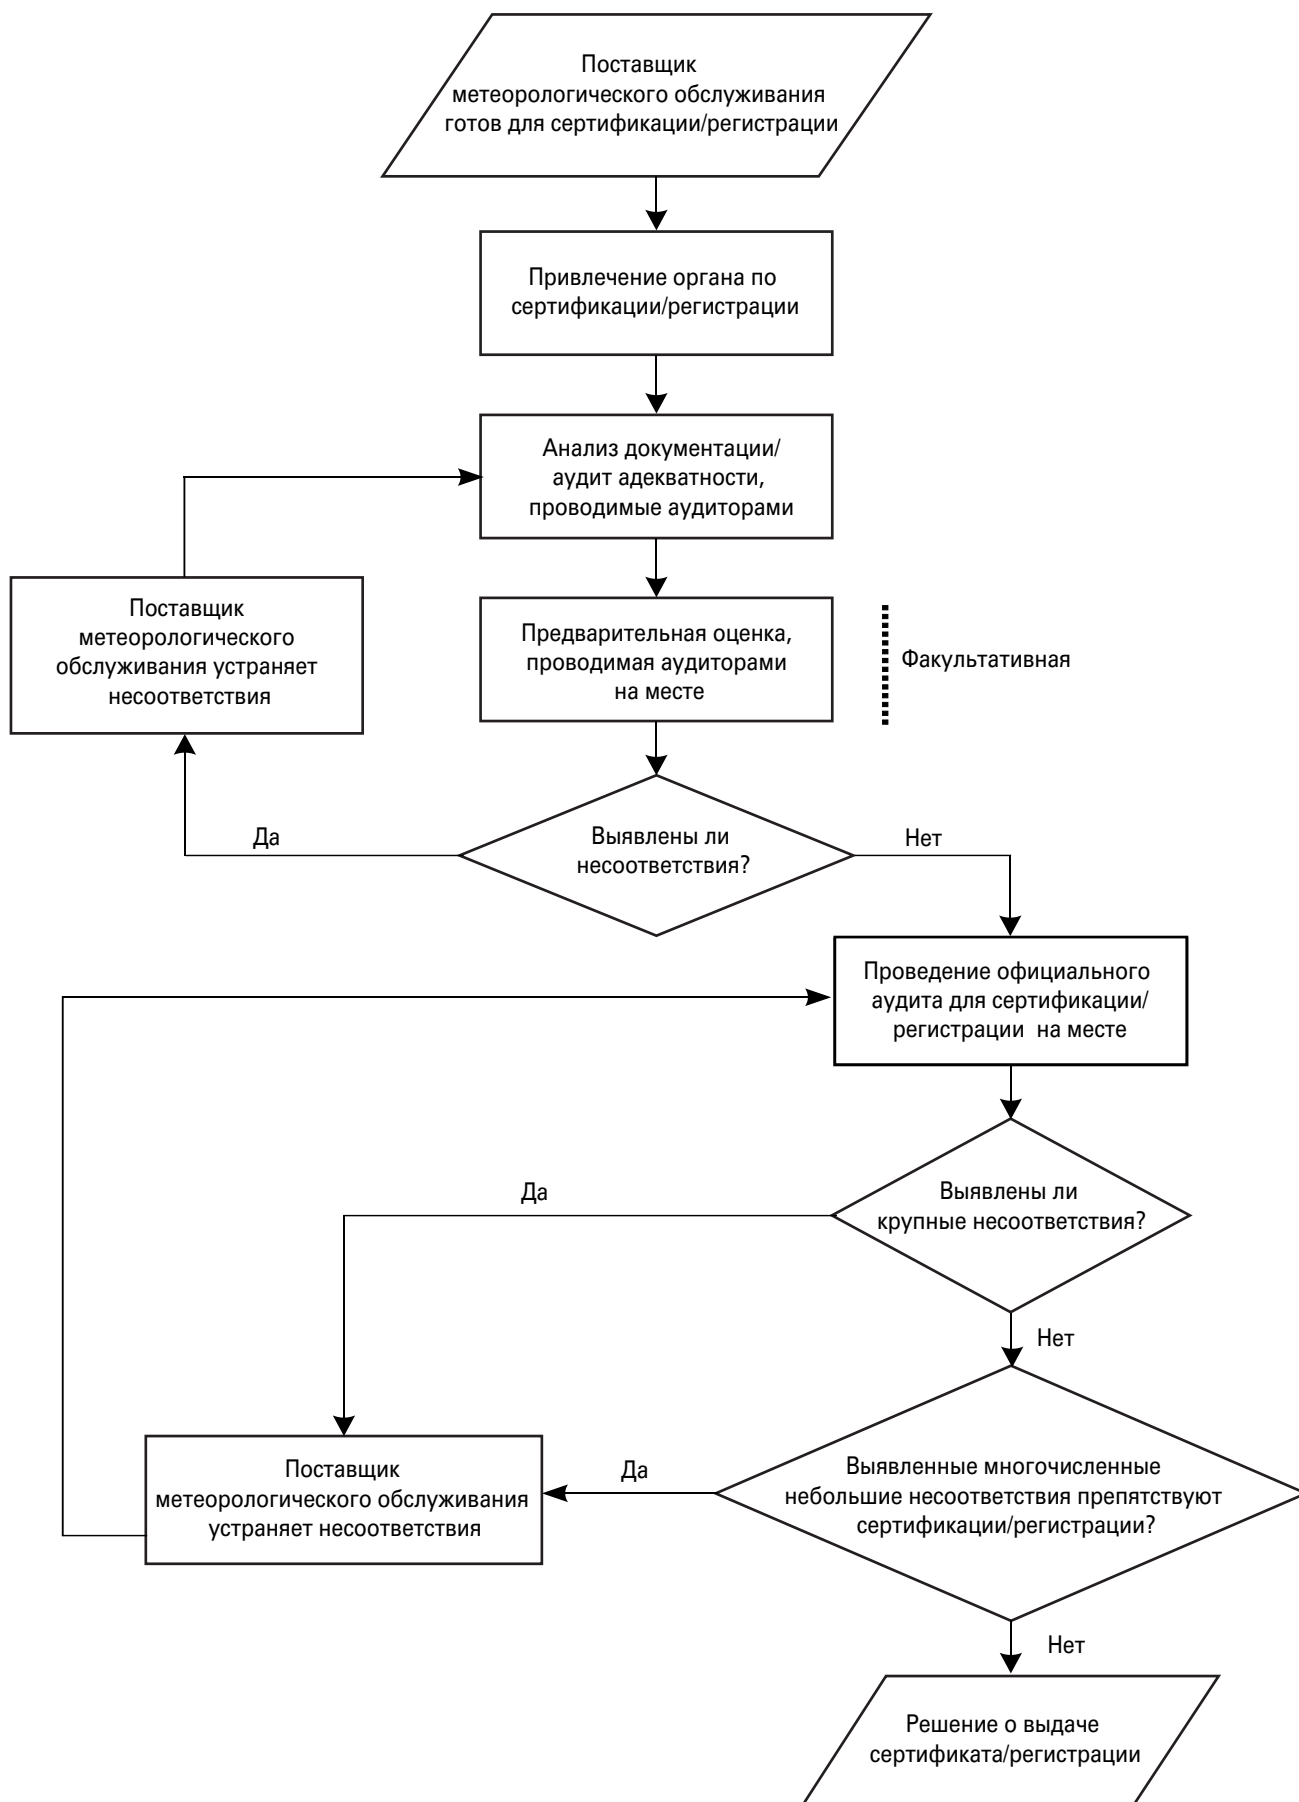 Поставщик
метеорологического обслуживания
готов для сертификации/регистрации
Привлечение органа по
сертификации/регистрации
Анализ документации/
аудит адекватности,
проводимые аудиторами
Поставщик
метеорологического
обслуживания устраняет
несоответствия
Предварительная оценка,
проводимая аудиторами
на месте
Факультативная
Да
Выявлены ли
несоответствия?
Нет
Проведение официального
аудита для сертификации/
регистрации на месте
Да
Выявлены ли
крупные несоответствия?
Нет
Поставщик
метеорологического обслуживания
устраняет несоответствия
Да
Выявленные многочисленные
небольшие несоответствия препятствуют
сертификации/регистрации?
Нет
Решение о выдаче
сертификата/регистрации